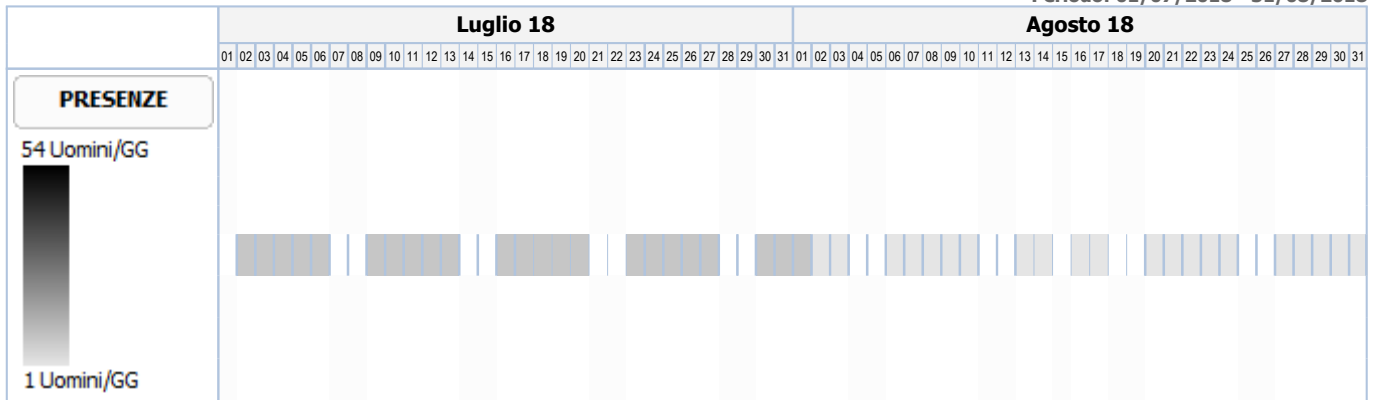 Luglio 18 Agosto 18
01 02 03 04 05 06 07 08 09 10 11 12 13 14 15 16 17 18 19 20 21 22 23 24 25 26 27 28 29 30 31 01 02 03 04 05 06 07 08 09 10 11 12 13 14 15 16 17 18 19 20 21 22 23 24 25 26 27 28 29 30 31
PRESENZE
54 Uomini/GG
1 Uomini/GG